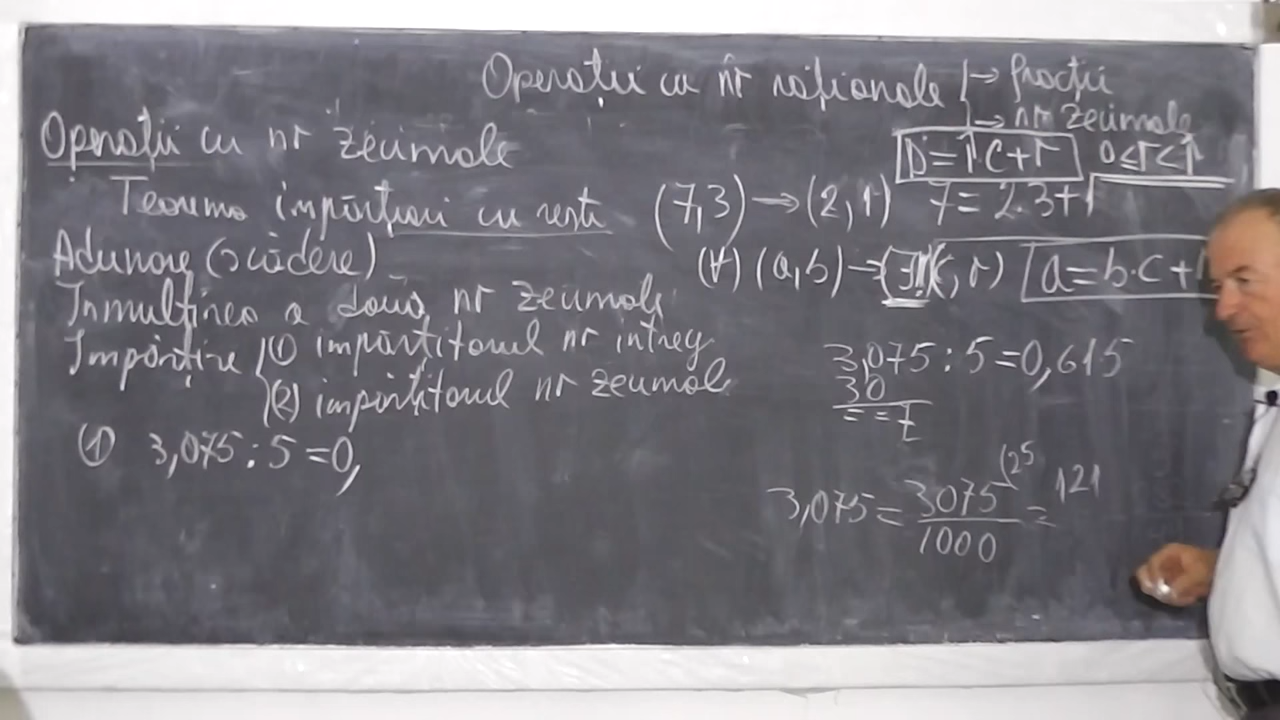 Operații cu nr raționale → fracții
→ nr zecimale
Operații cu nr zecimale
D=Î·C+r 0≤r<Î
Teorema împărțirii cu rest
(7,3)→(2,1) 7=2·3+1
Adunare (scădere)
(∀) (a,b)→(∃!)(c,r) a=b·c+
Înmulțirea a două nr zecimale
Împărțire (1) împărțitorul nr întreg
(2) împărțitorul nr zecimal
3,075:5=0,615
30
= = 7
(1) 3,075:5=0,
3,075= 3075 (25 = 121
1000